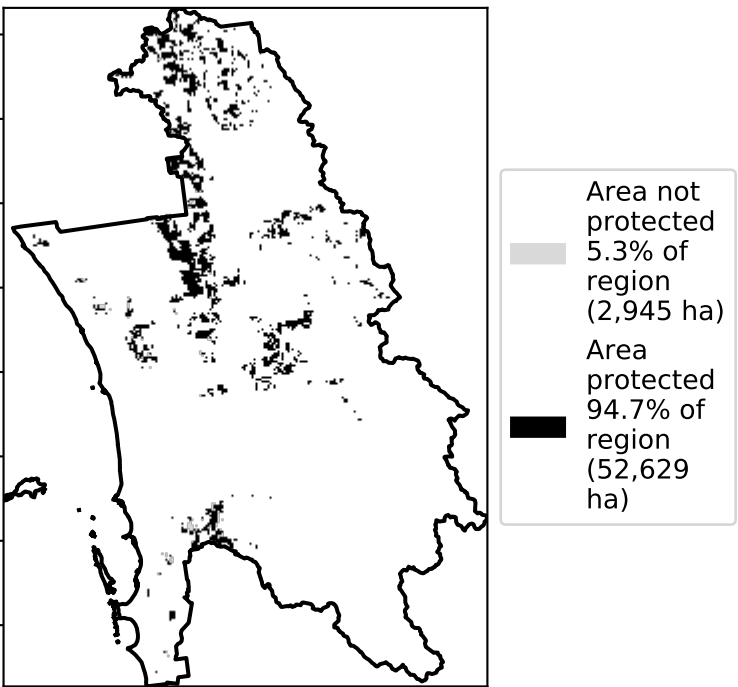 Area not
protected
5.3% of
region
(2,945 ha)
Area
protected
94.7% of
region
(52,629
ha)